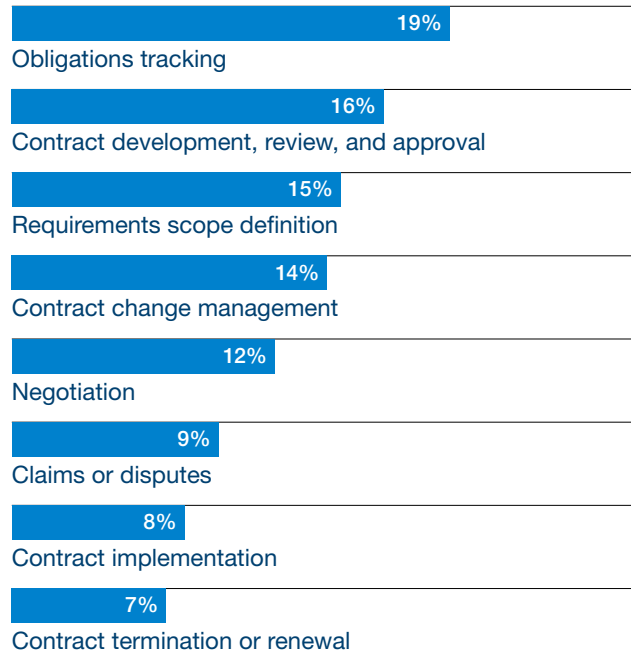 19%
Obligations tracking
16%
Contract development, review, and approval
15%
Requirements scope definition
14%
Contract change management
12%
Negotiation
9%
Claims or disputes
8%
Contract implementation
7%
Contract termination or renewal